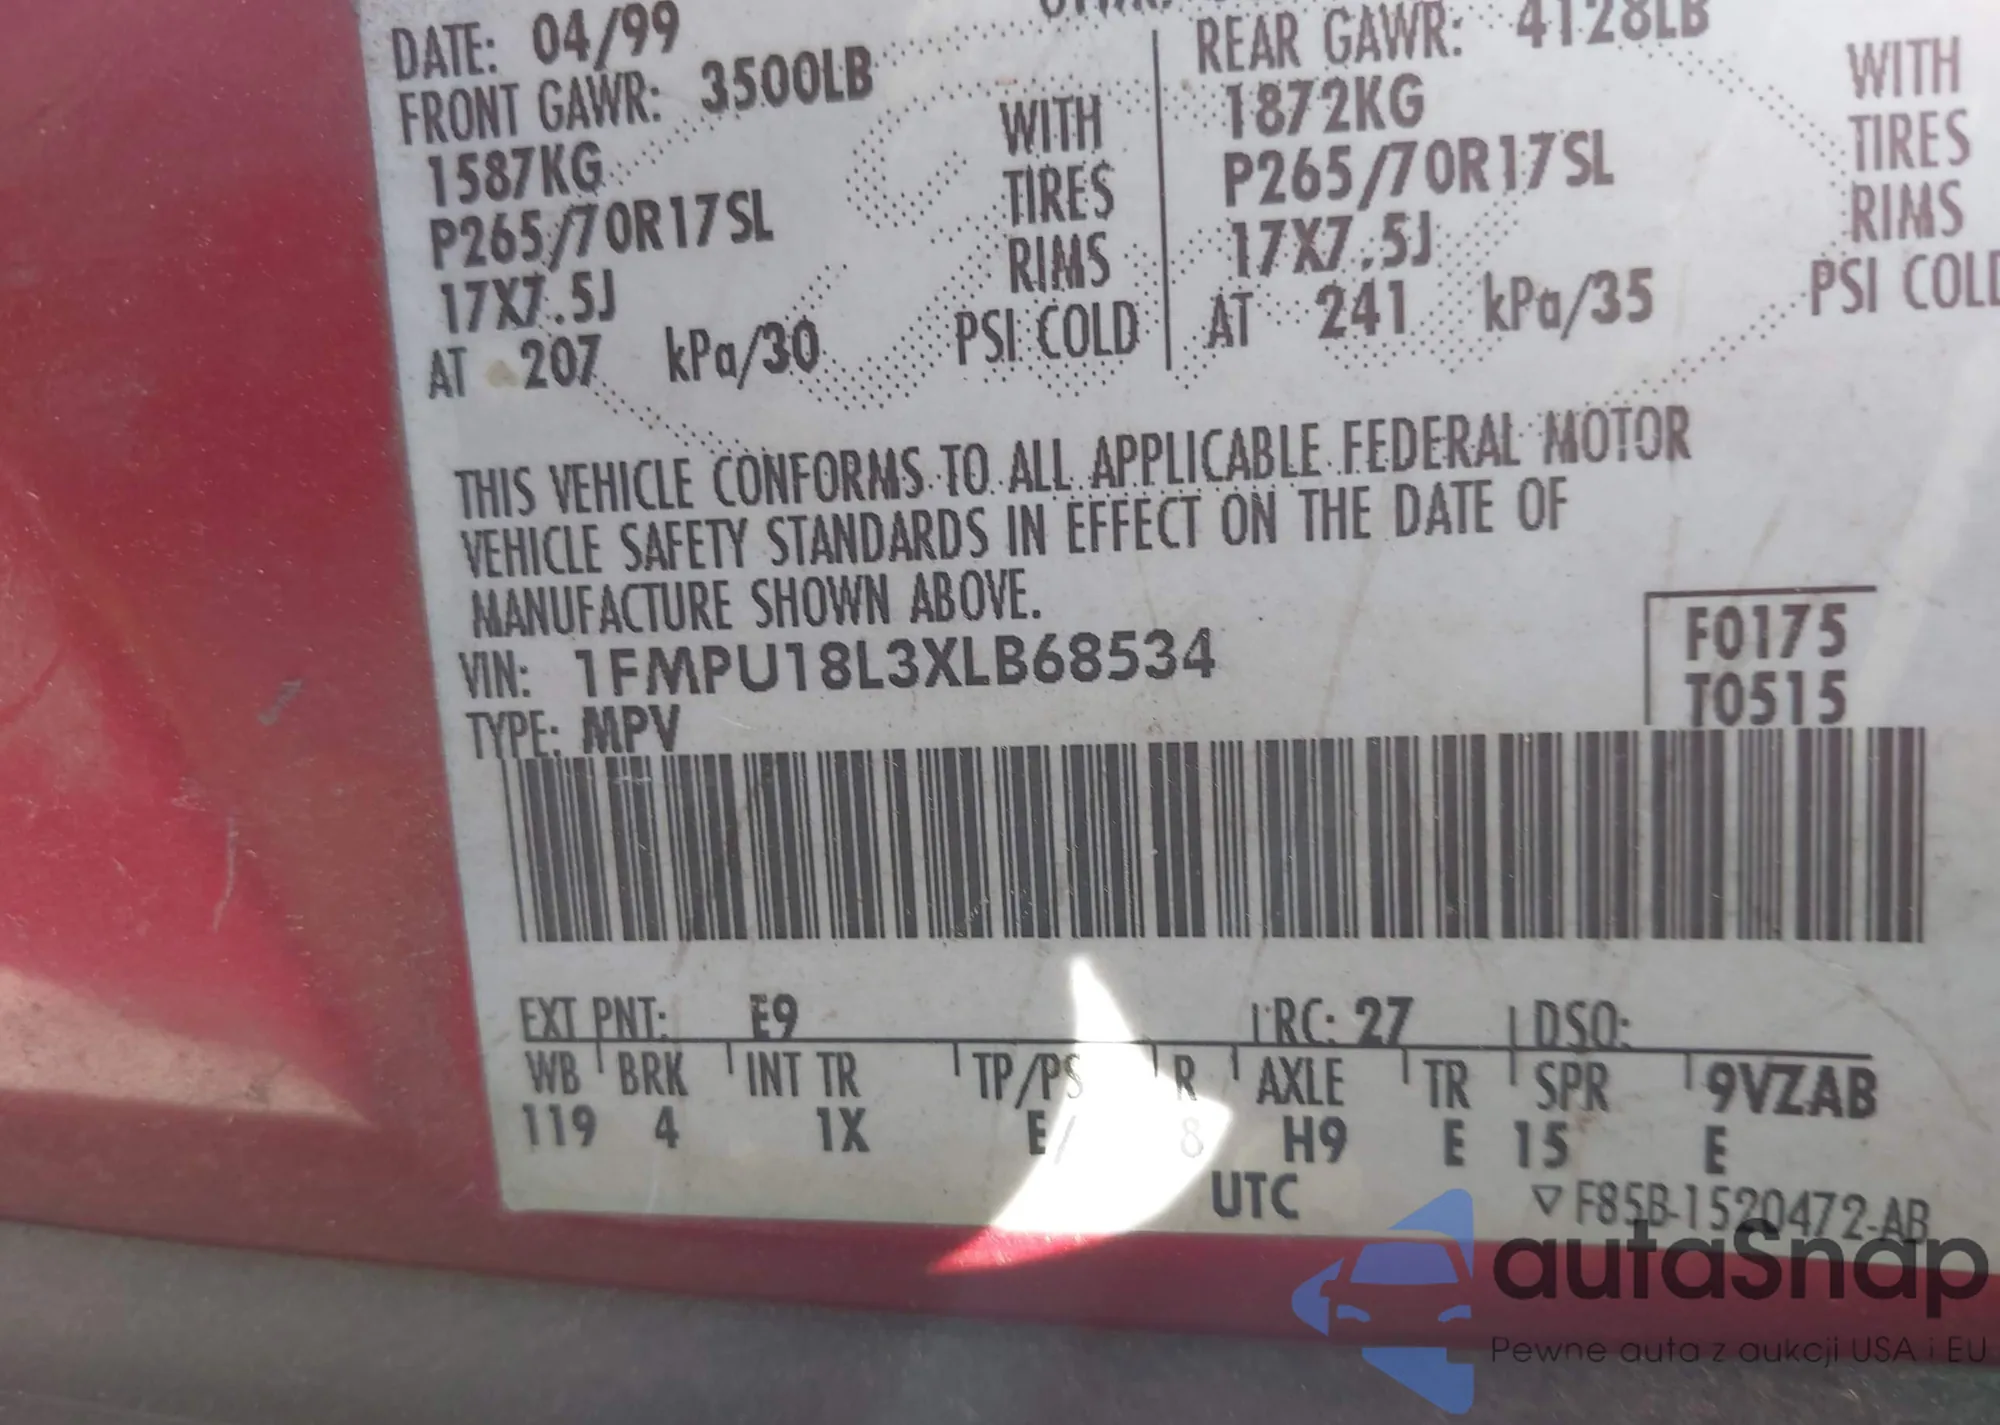 DATE: 04/99
FRONT GAWR: 3500LB
1587KG WITH
P265/70R17SL TIRES
17X7.5J RIMS
AT 207 kPa/30 PSI COLD
REAR GAWR: 4128LB
1872KG WITH
P265/70R17SL TIRES
17X7.5J RIMS
AT 241 kPa/35 PSI COLD
THIS VEHICLE CONFORMS TO ALL APPLICABLE FEDERAL MOTOR
VEHICLE SAFETY STANDARDS IN EFFECT ON THE DATE OF
MANUFACTURE SHOWN ABOVE.
VIN: 1FMPU18L3XLB68534
F0175
TYPE: MPV
T0515
EXT PNT: E9 RC: 27 DSO:
WB BRK INT TR TP/PS R AXLE TR SPR 9VZAB
119 4 1X E 8 H9 E 15 E
UTC ▽ F85B-1520472-AB
autaSnap
Pewne auta z aukcji USA i EU